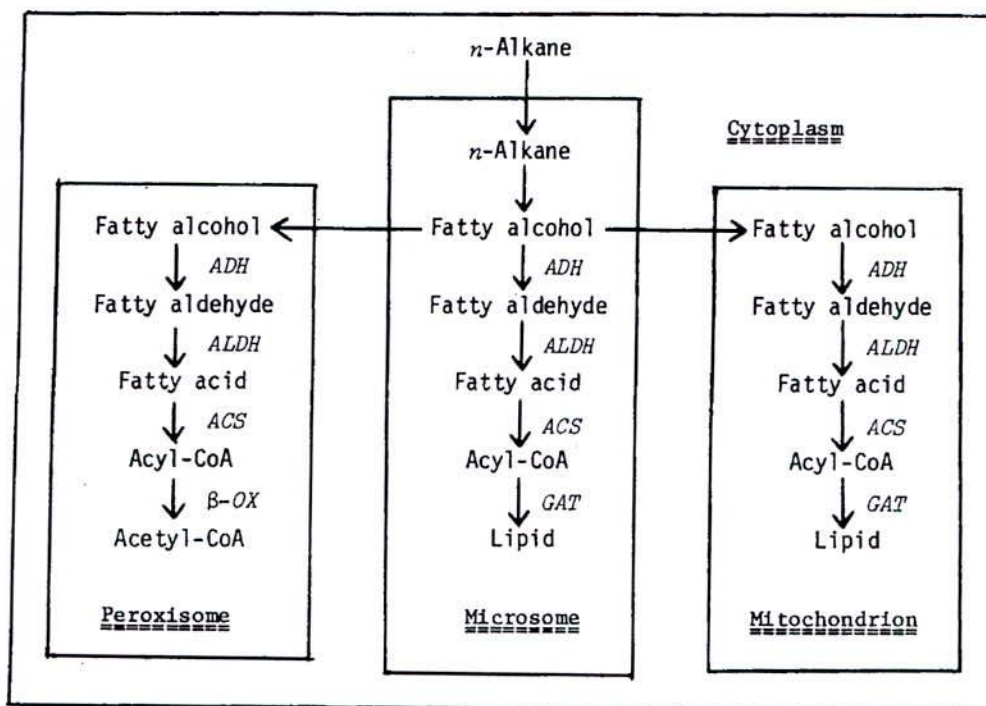 n-Alkane
Cytoplasm
n-Alkane
Fatty alcohol
ADH
Fatty aldehyde
ALDH
Fatty acid
ACS
Acyl-CoA
β-OX
Acetyl-CoA
Peroxisome
Fatty alcohol
ADH
Fatty aldehyde
ALDH
Fatty acid
ACS
Acyl-CoA
GAT
Lipid
Microsome
Fatty alcohol
ADH
Fatty aldehyde
ALDH
Fatty acid
ACS
Acyl-CoA
GAT
Lipid
Mitochondrion